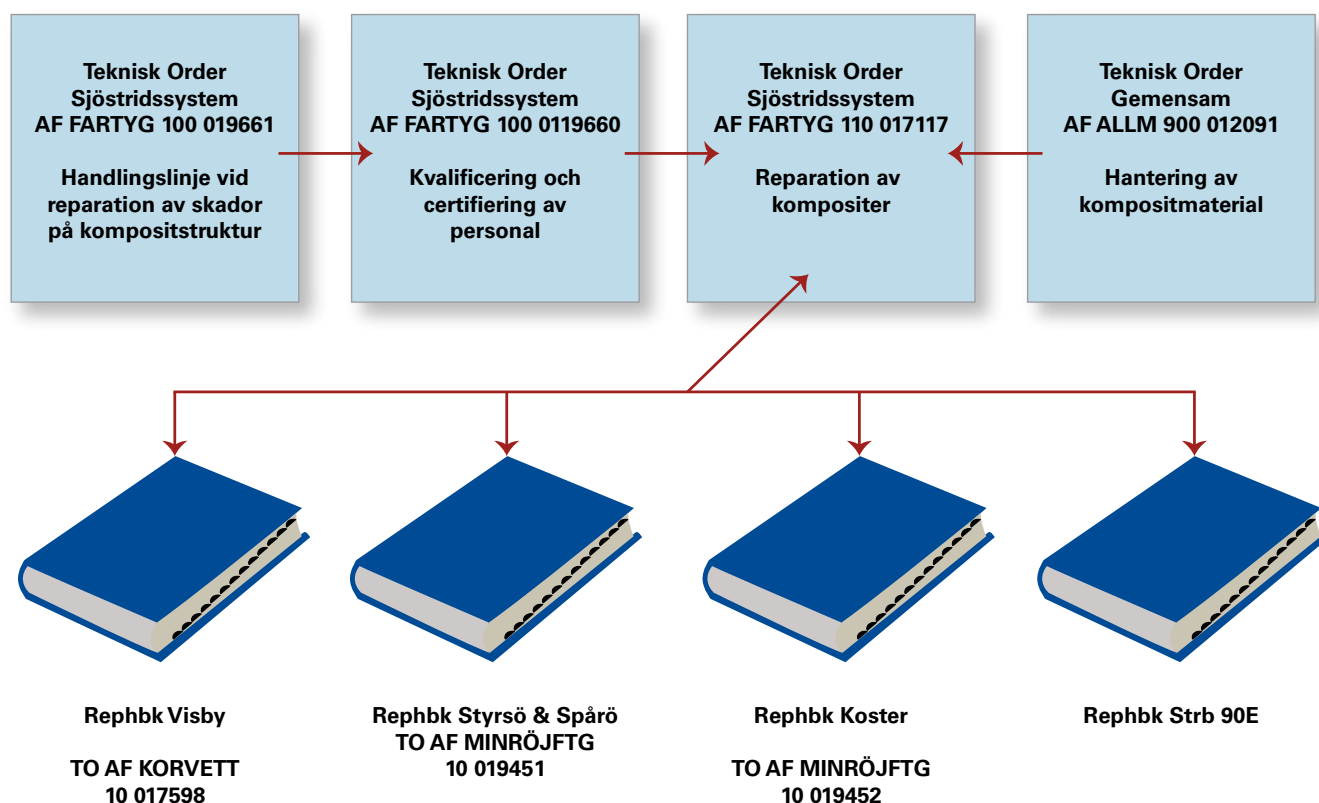 Teknisk Order
Sjöstridssystem
AF FARTYG 100 019661
Handlingslinje vid
reparation av skador
på kompositstruktur
Teknisk Order
Sjöstridssystem
AF FARTYG 100 0119660
Kvalificering och
certifiering av
personal
Teknisk Order
Sjöstridssystem
AF FARTYG 110 017117
Reparation av
kompositer
Teknisk Order
Gemensam
AF ALLM 900 012091
Hantering av
kompositmaterial
Rephbk Visby
TO AF KORVETT
10 017598
Rephbk Styrsö & Spårö
TO AF MINRÖJFTG
10 019451
Rephbk Koster
TO AF MINRÖJFTG
10 019452
Rephbk Strb 90E